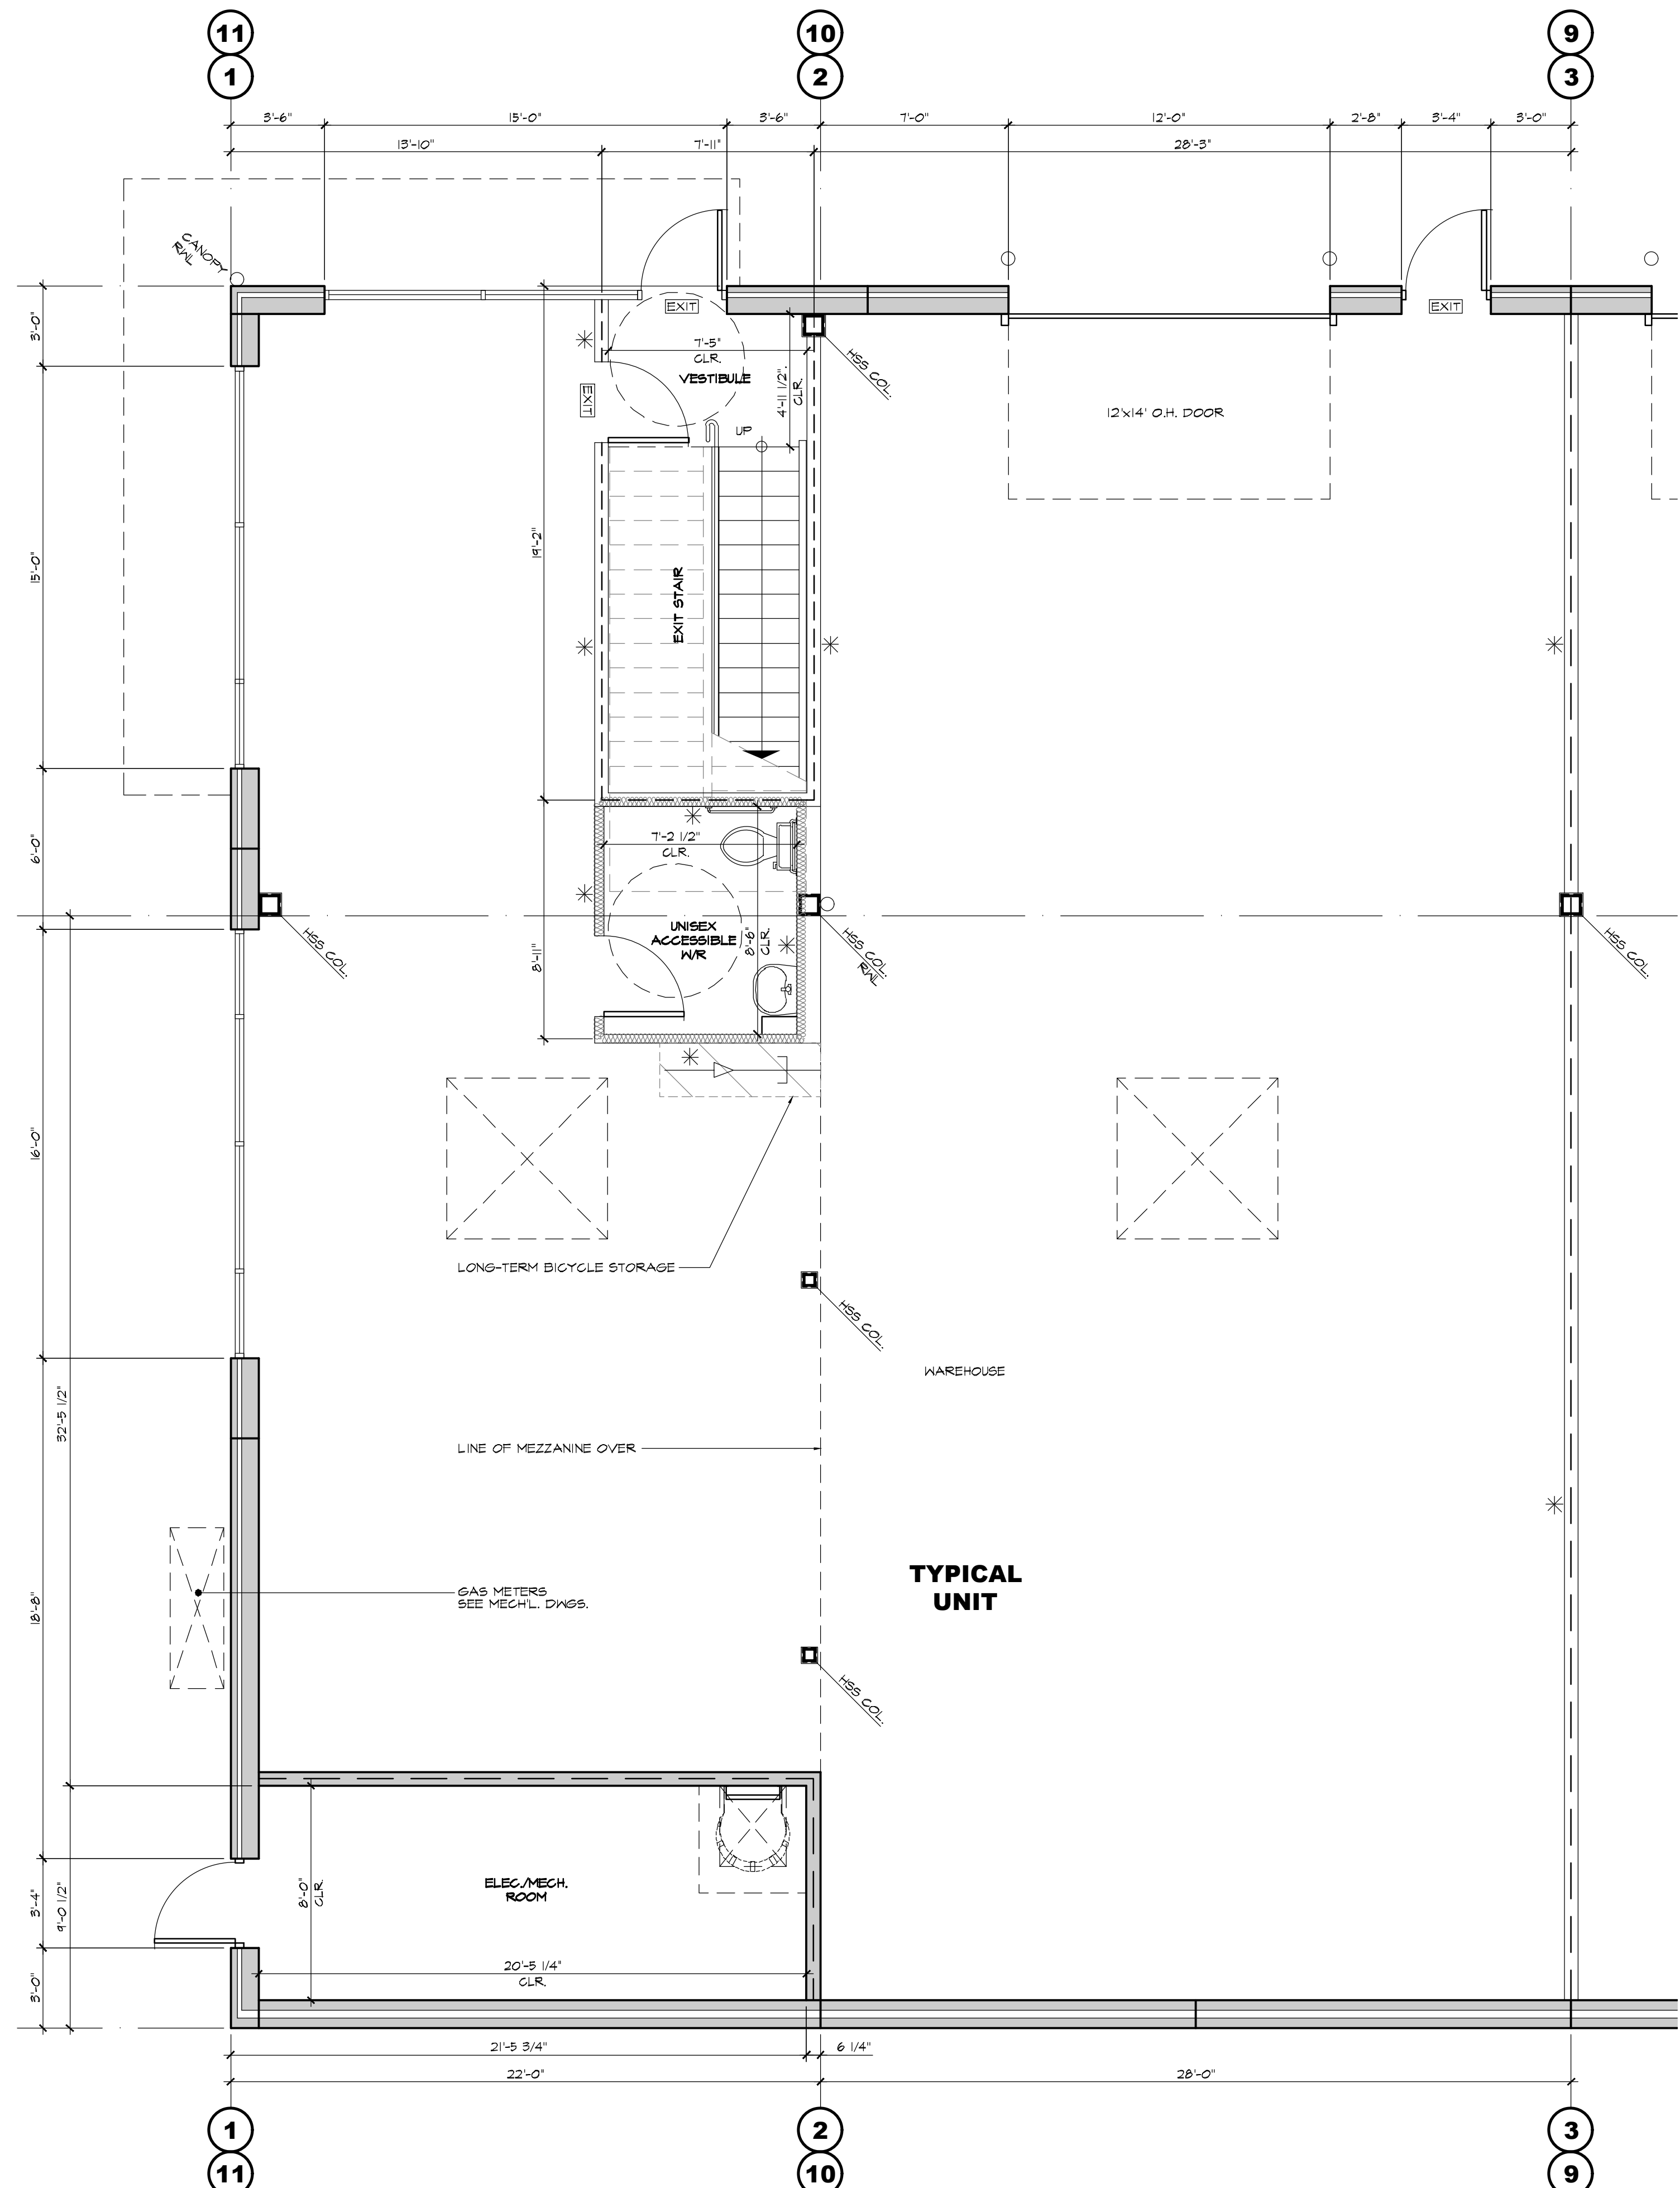 11 10 9
1 2 3
3'-6" 15'-0" 3'-6" 7'-0" 12'-0" 2'-8" 3'-4" 3'-0"
13'-10" 7'-11" 28'-3"
CANOPY
RWL
EXIT
EXIT
3'-0"
7'-5"
CLR.
VESTIBULE
EXIT
4'-11 1/2"
CLR.
HSS COL.
UP
12'x14' O.H. DOOR
15'-0"
19'-2"
EXIT STAIR
6'-0"
7'-2 1/2"
CLR.
UNISEX
ACCESSIBLE
W/R
8'-6"
CLR.
8'-11"
HSS COL.
HSS COL.
RWL
HSS COL.
16'-0"
LONG-TERM BICYCLE STORAGE
HSS COL.
WAREHOUSE
32'-5 1/2"
LINE OF MEZZANINE OVER
TYPICAL
UNIT
GAS METERS
SEE MECH'L. DWGS.
18'-8"
HSS COL.
ELEC./MECH.
ROOM
8'-0"
CLR.
3'-4"
9'-0 1/2"
20'-5 1/4"
CLR.
3'-0"
21'-5 3/4" 6 1/4"
22'-0" 28'-0"
1 2 3
11 10 9